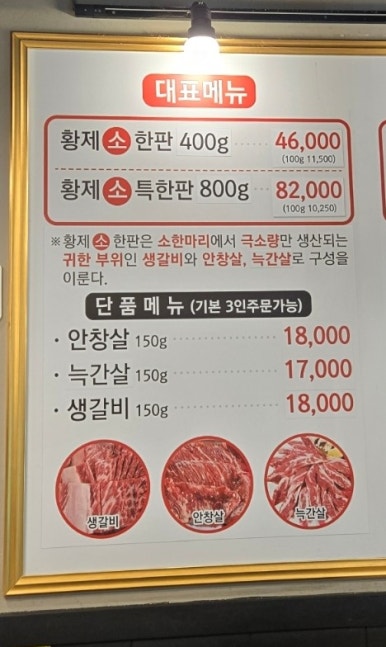 대표메뉴
황제 소 한판 400g ····· 46,000
(100g 11,500)
황제 소 특한판 800g ·· 82,000
(100g 10,250)
※황제 소 한판은 소한마리에서 극소량만 생산되는
귀한 부위인 생갈비와 안창살, 늑간살로 구성을
이룬다.
단품메뉴 (기본 3인주문가능)
· 안창살 150g ··············· 18,000
· 늑간살 150g ··············· 17,000
· 생갈비 150g ··············· 18,000
생갈비 안창살 늑간살